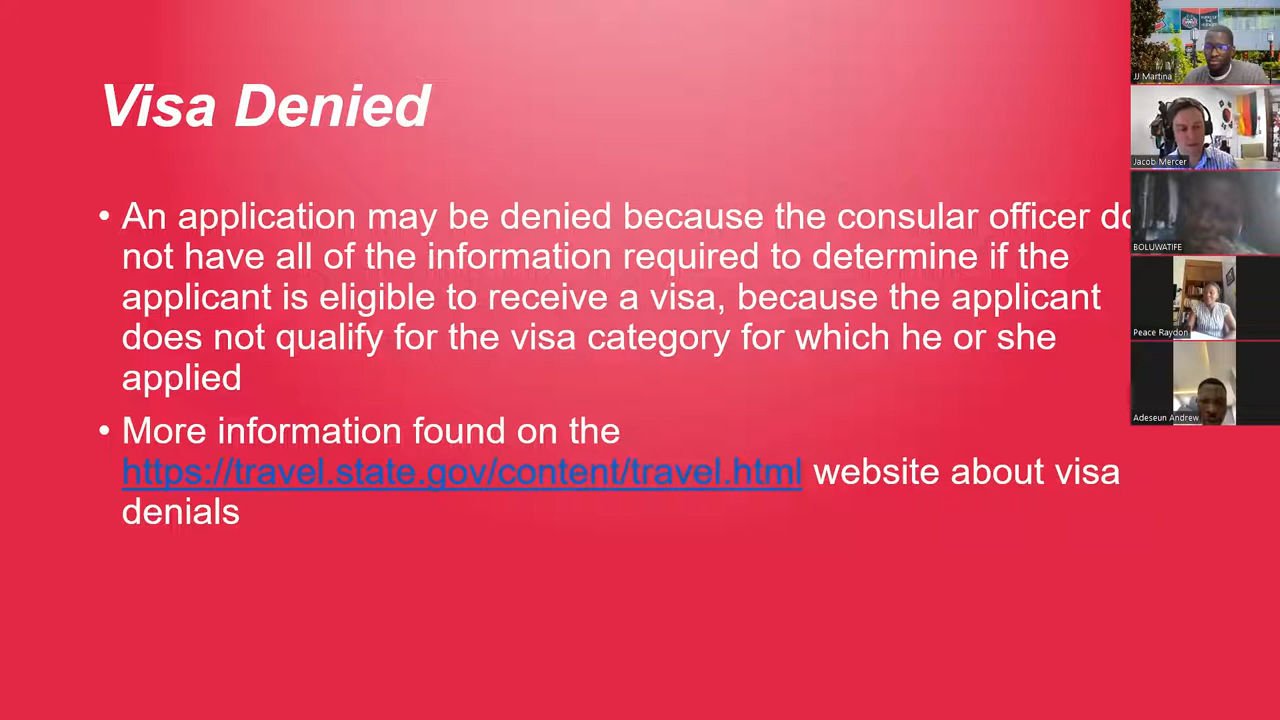 Visa Denied
• An application may be denied because the consular officer
not have all of the information required to determine if the
applicant is eligible to receive a visa, because the applicant
does not qualify for the visa category for which he or she
applied
• More information found on the
https://travel.state.gov/content/travel.html website about visa
denials
JJ Martina
Jacob Mercer
BOLUWATIFE
Peace Raydon
Adeseun Andrew